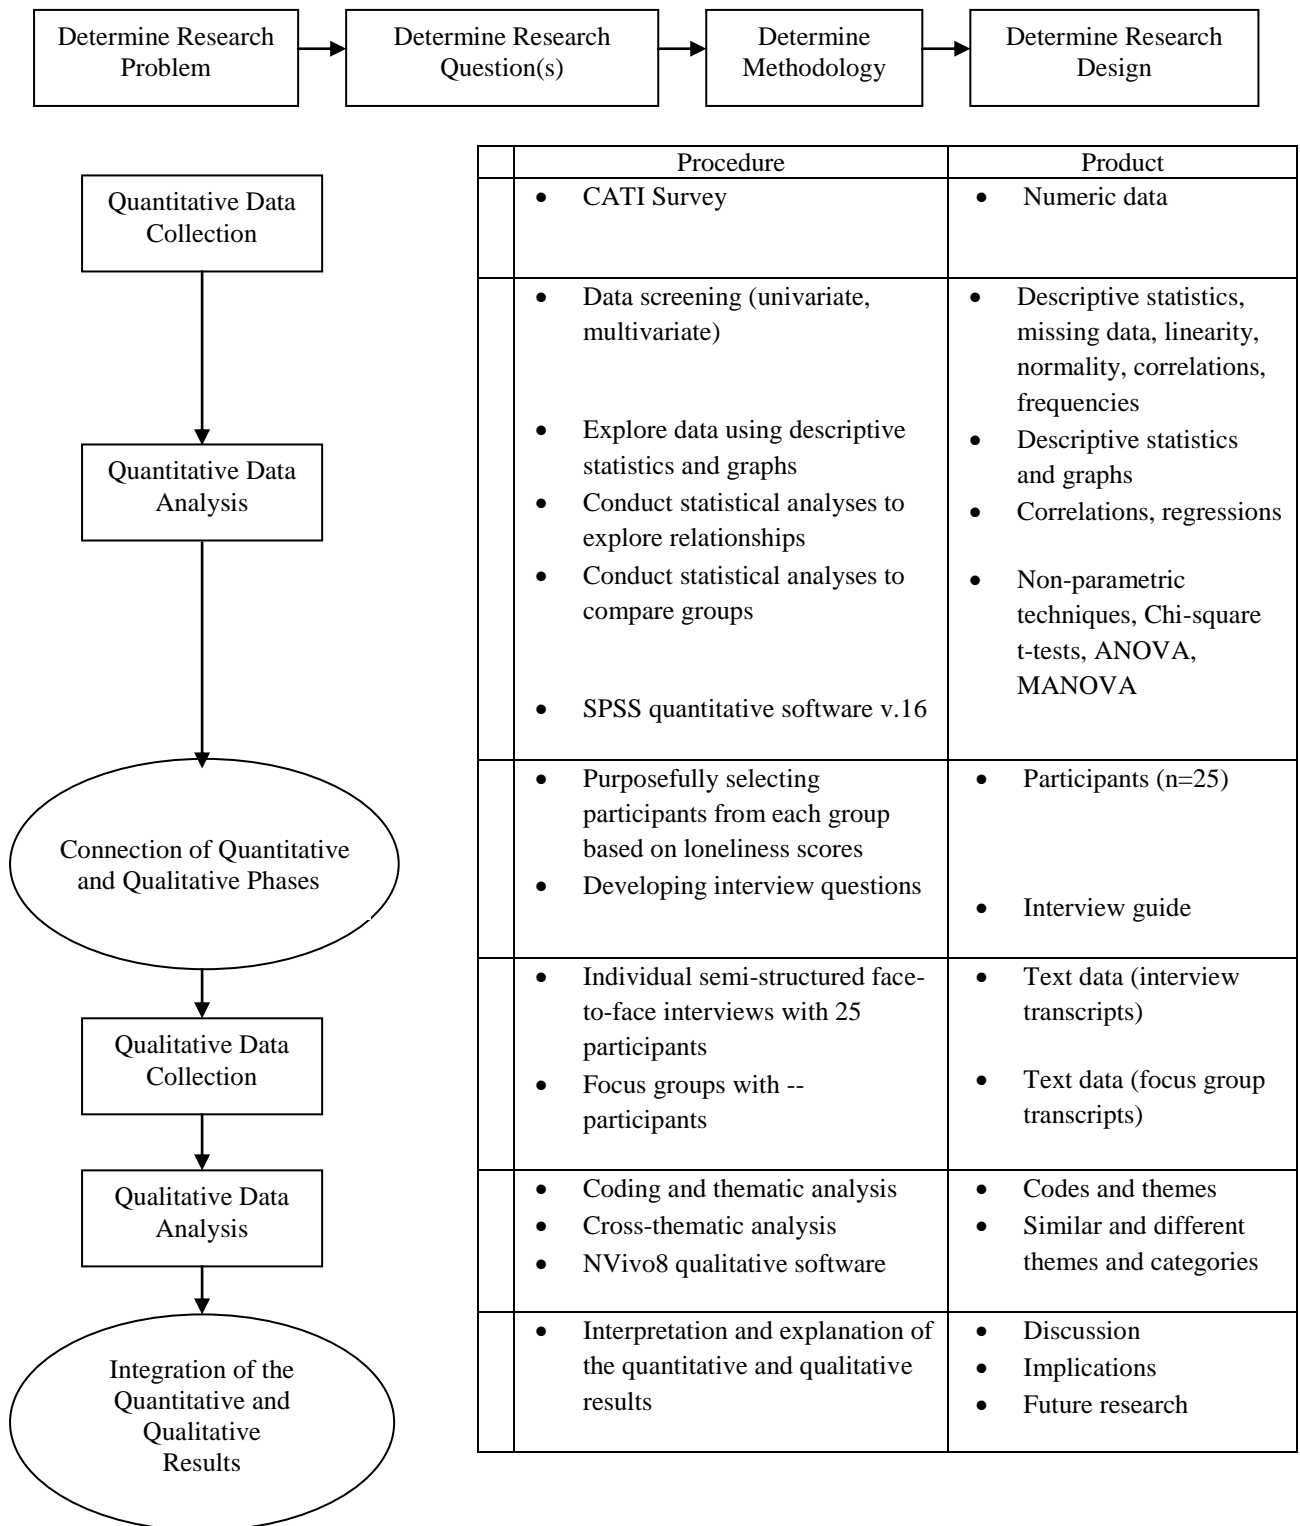 Determine Research
Problem
Determine Research
Question(s)
Determine
Methodology
Determine Research
Design
Quantitative Data
Collection
Quantitative Data
Analysis
Connection of Quantitative
and Qualitative Phases
Qualitative Data
Collection
Qualitative Data
Analysis
Integration of the
Quantitative and
Qualitative
Results
Procedure
Product
• CATI Survey
• Numeric data
• Data screening (univariate,
multivariate)
• Explore data using descriptive
statistics and graphs
• Conduct statistical analyses to
explore relationships
• Conduct statistical analyses to
compare groups
• SPSS quantitative software v.16
• Descriptive statistics,
missing data, linearity,
normality, correlations,
frequencies
• Descriptive statistics
and graphs
• Correlations, regressions
• Non-parametric
techniques, Chi-square
t-tests, ANOVA,
MANOVA
• Purposefully selecting
participants from each group
based on loneliness scores
• Developing interview questions
• Participants (n=25)
• Interview guide
• Individual semi-structured face-
to-face interviews with 25
participants
• Focus groups with --
participants
• Text data (interview
transcripts)
• Text data (focus group
transcripts)
• Coding and thematic analysis
• Cross-thematic analysis
• NVivo8 qualitative software
• Codes and themes
• Similar and different
themes and categories
• Interpretation and explanation of
the quantitative and qualitative
results
• Discussion
• Implications
• Future research